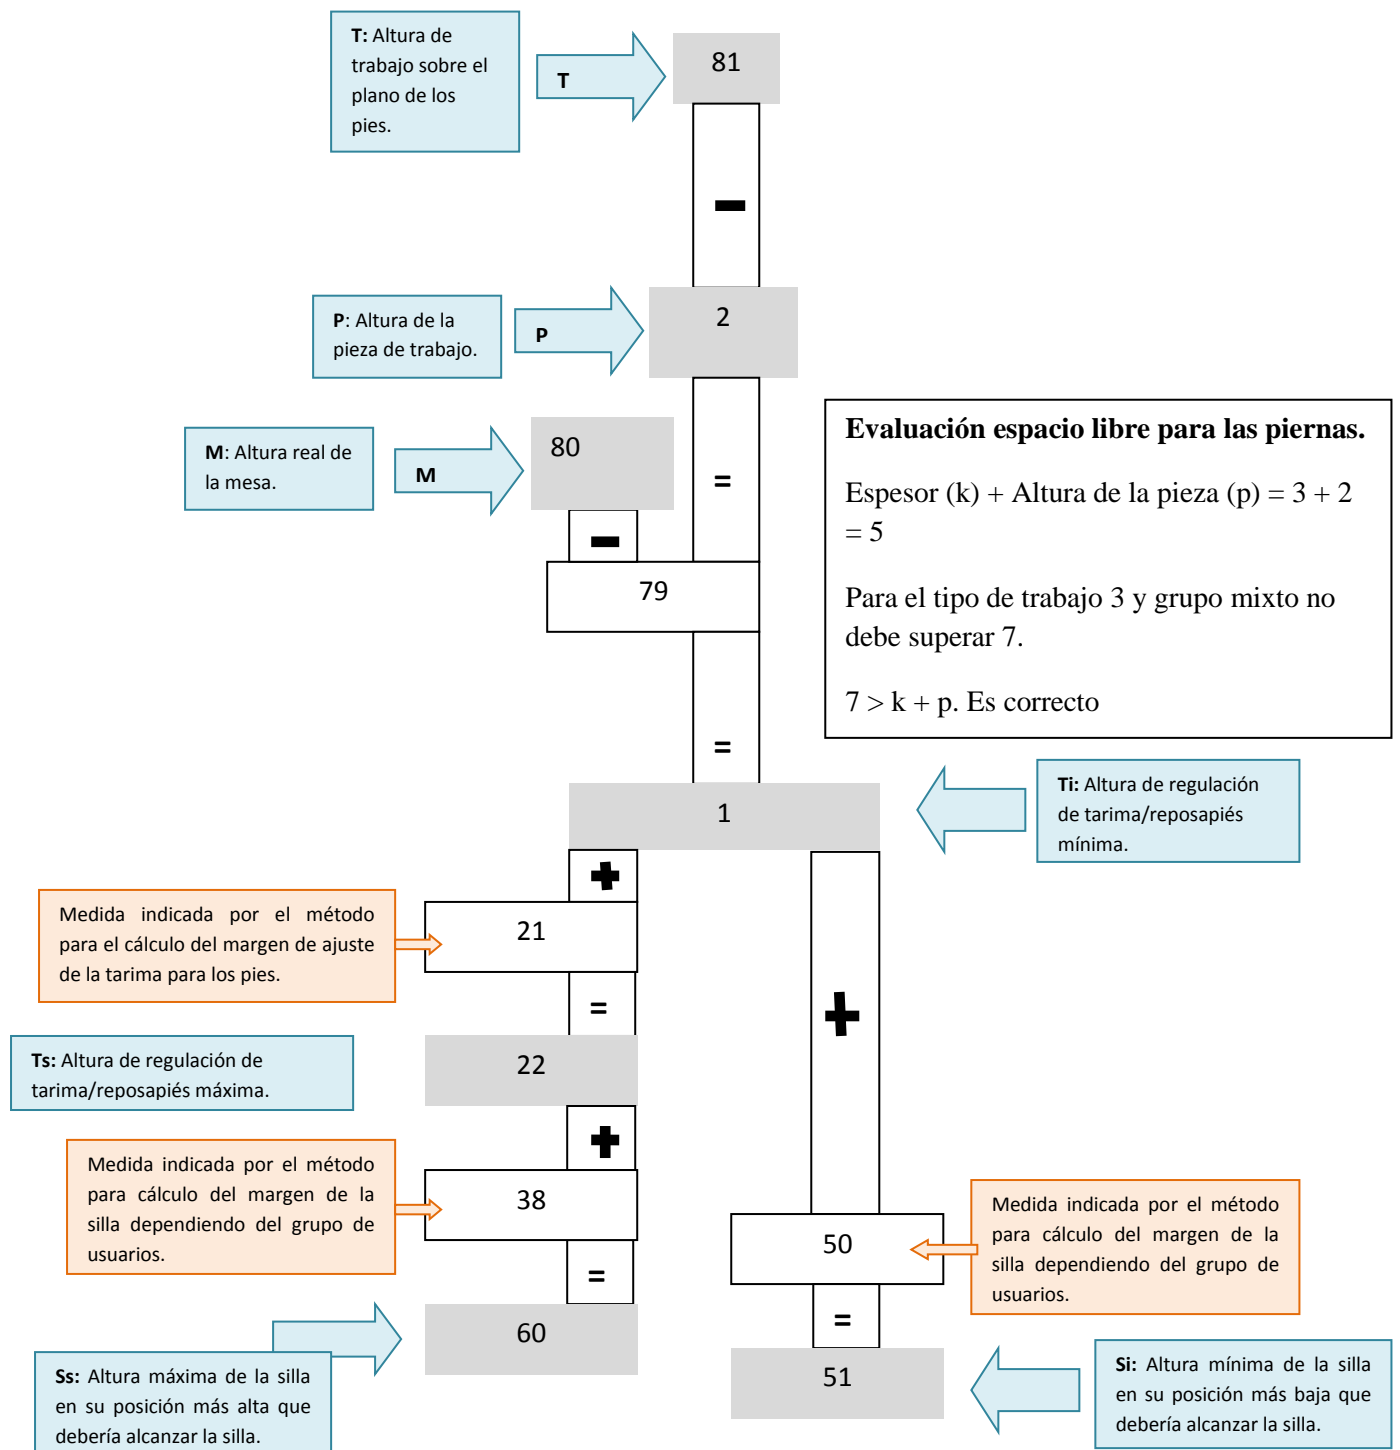 T: Altura de
trabajo sobre el
plano de los
pies.
T
81
-
P: Altura de la
pieza de trabajo.
P
2
M: Altura real de
la mesa.
M
80
=
-
79
Evaluación espacio libre para las piernas.
Espesor (k) + Altura de la pieza (p) = 3 + 2
= 5
Para el tipo de trabajo 3 y grupo mixto no
debe superar 7.
7 > k + p. Es correcto
=
1
Ti: Altura de regulación
de tarima/reposapiés
mínima.
+
Medida indicada por el método
para el cálculo del margen de ajuste
de la tarima para los pies.
21
=
+
Ts: Altura de regulación de
tarima/reposapiés máxima.
22
+
Medida indicada por el método
para cálculo del margen de la
silla dependiendo del grupo de
usuarios.
38
=
50
Medida indicada por el método
para cálculo del margen de la
silla dependiendo del grupo de
usuarios.
=
60
Ss: Altura máxima de la silla
en su posición más alta que
debería alcanzar la silla.
51
Si: Altura mínima de la silla
en su posición más baja que
debería alcanzar la silla.